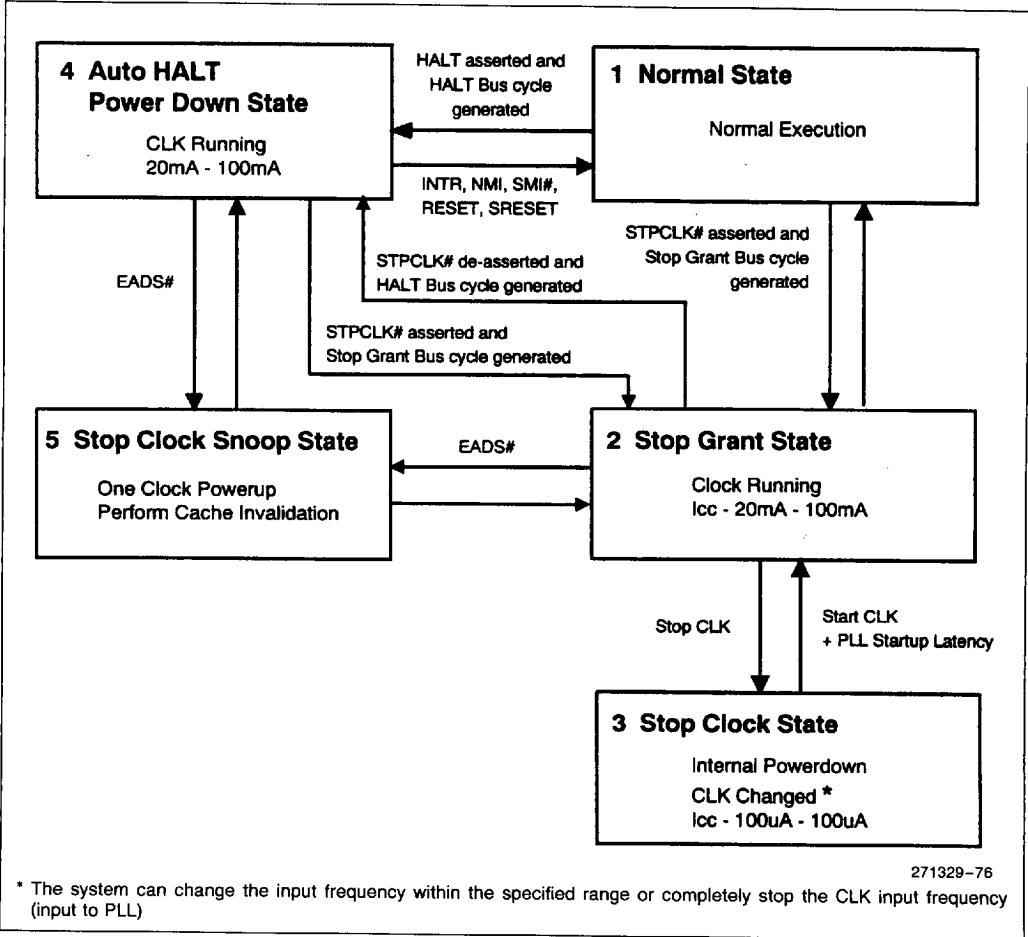 4 Auto HALT
Power Down State
CLK Running
20mA - 100mA
HALT asserted and
HALT Bus cycle
generated
1 Normal State
Normal Execution
INTR, NMI, SMI#,
RESET, SRESET
EADS#
STPCLK# de-asserted and
HALT Bus cycle generated
STPCLK# asserted and
Stop Grant Bus cycle
generated
STPCLK# asserted and
Stop Grant Bus cycle generated
5 Stop Clock Snoop State
One Clock Powerup
Perform Cache Invalidation
EADS#
2 Stop Grant State
Clock Running
Icc - 20mA - 100mA
Stop CLK
Start CLK
+ PLL Startup Latency
3 Stop Clock State
Internal Powerdown
CLK Changed *
Icc - 100uA - 100uA
271329-76
* The system can change the input frequency within the specified range or completely stop the CLK input frequency
(input to PLL)